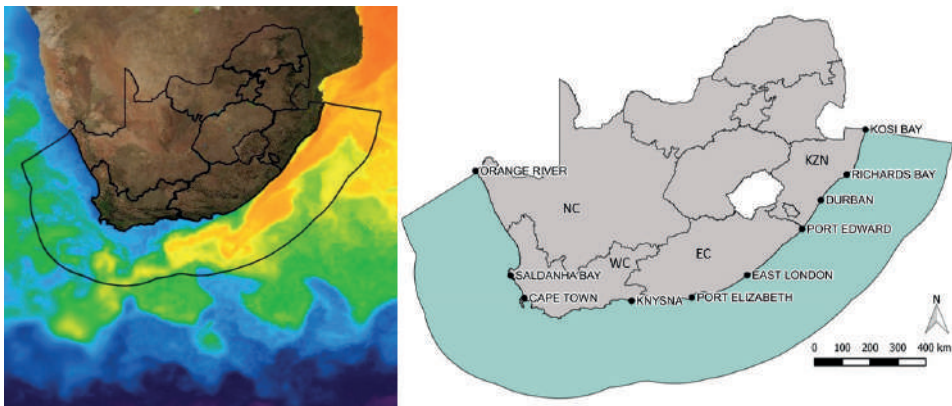 KOSI BAY
KZN
RICHARDS BAY
ORANGE RIVER
DURBAN
NC
PORT EDWARD
WC
EC
SALDANHA BAY
EAST LONDON
CAPE TOWN
KNYSNA
PORT ELIZABETH
N
0 100 200 300 400 km